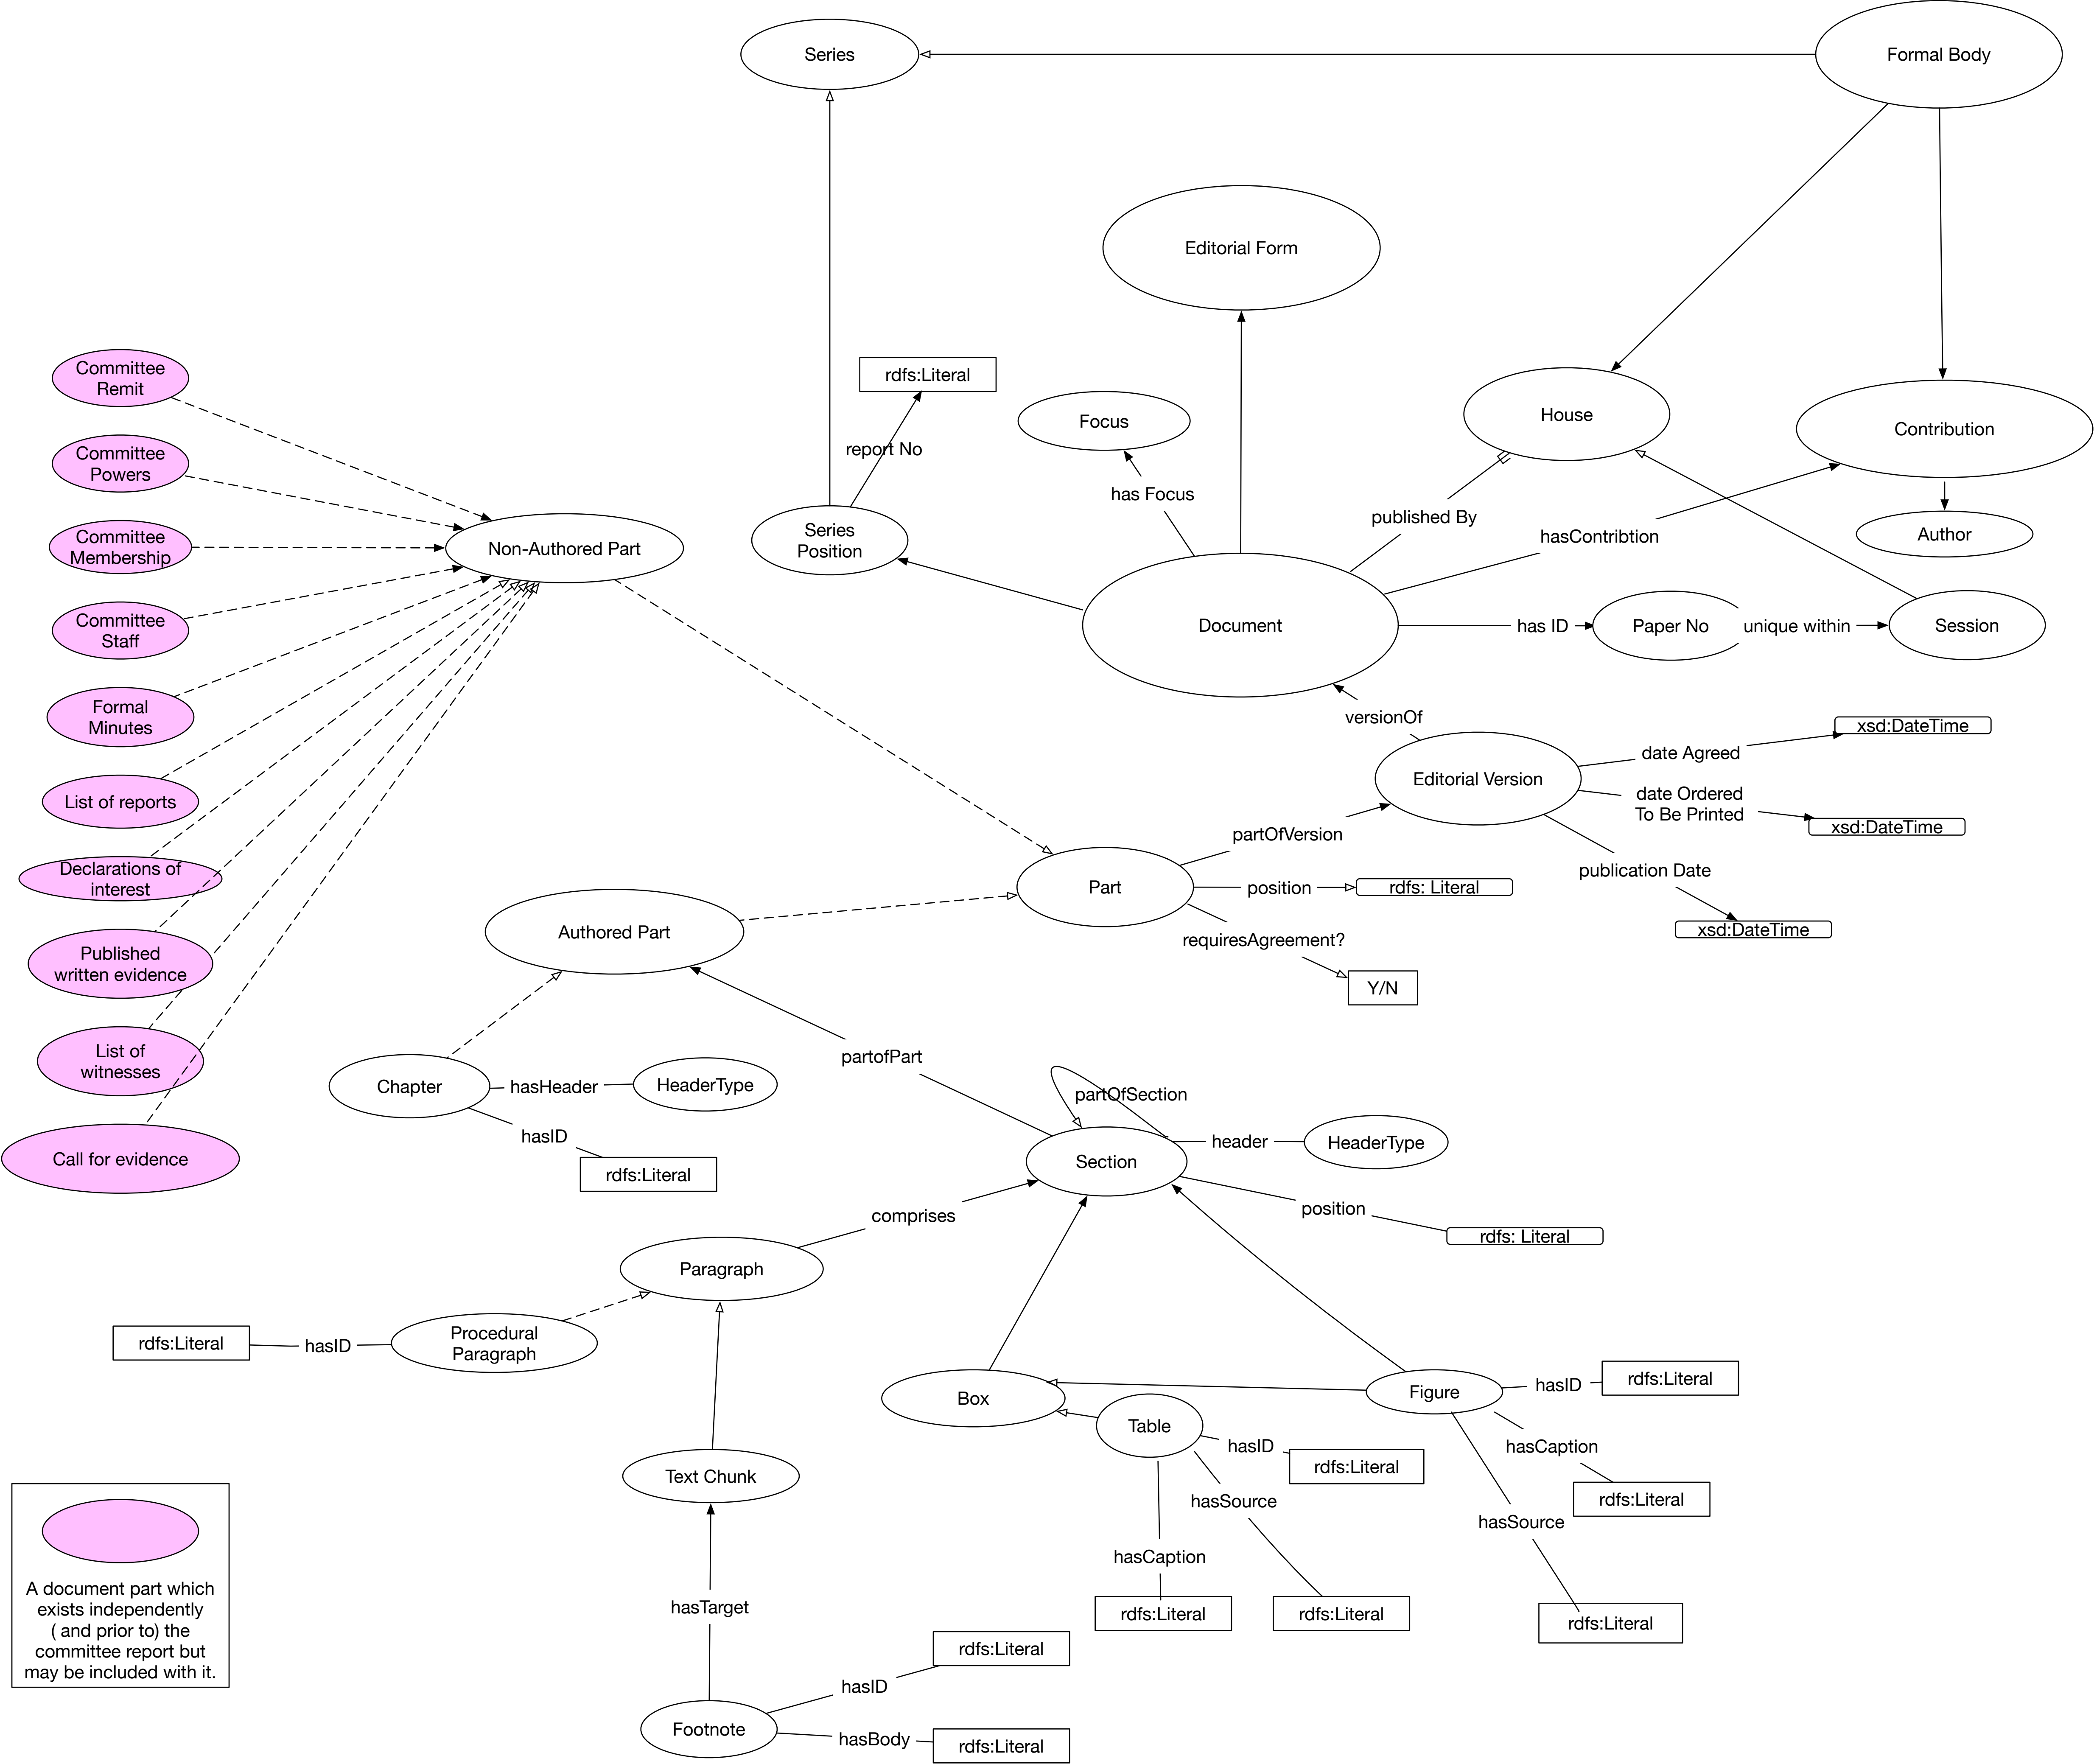 Series
Formal Body
Editorial Form
Committee
Remit
rdfs:Literal
Focus
House
Contribution
report No
Committee
Powers
has Focus
published By
hasContribtion
Author
Committee
Membership
Non-Authored Part
Series
Position
Committee
Staff
Document
has ID
Paper No
unique within
Session
Formal
Minutes
versionOf
xsd:DateTime
date Agreed
Editorial Version
List of reports
date Ordered
To Be Printed
xsd:DateTime
partOfVersion
Declarations of
interest
publication Date
Part
position
rdfs: Literal
Authored Part
xsd:DateTime
requiresAgreement?
Published
written evidence
Y/N
List of
witnesses
partofPart
Chapter
hasHeader
HeaderType
partOfSection
hasID
header
HeaderType
Call for evidence
rdfs:Literal
Section
position
comprises
rdfs: Literal
Paragraph
rdfs:Literal
hasID
Procedural
Paragraph
Box
Figure
hasID
rdfs:Literal
Table
hasID
hasCaption
rdfs:Literal
Text Chunk
hasSource
rdfs:Literal
hasSource
hasCaption
A document part which
exists independently
( and prior to) the
committee report but
may be included with it.
hasTarget
rdfs:Literal
rdfs:Literal
rdfs:Literal
rdfs:Literal
hasID
Footnote
hasBody
rdfs:Literal